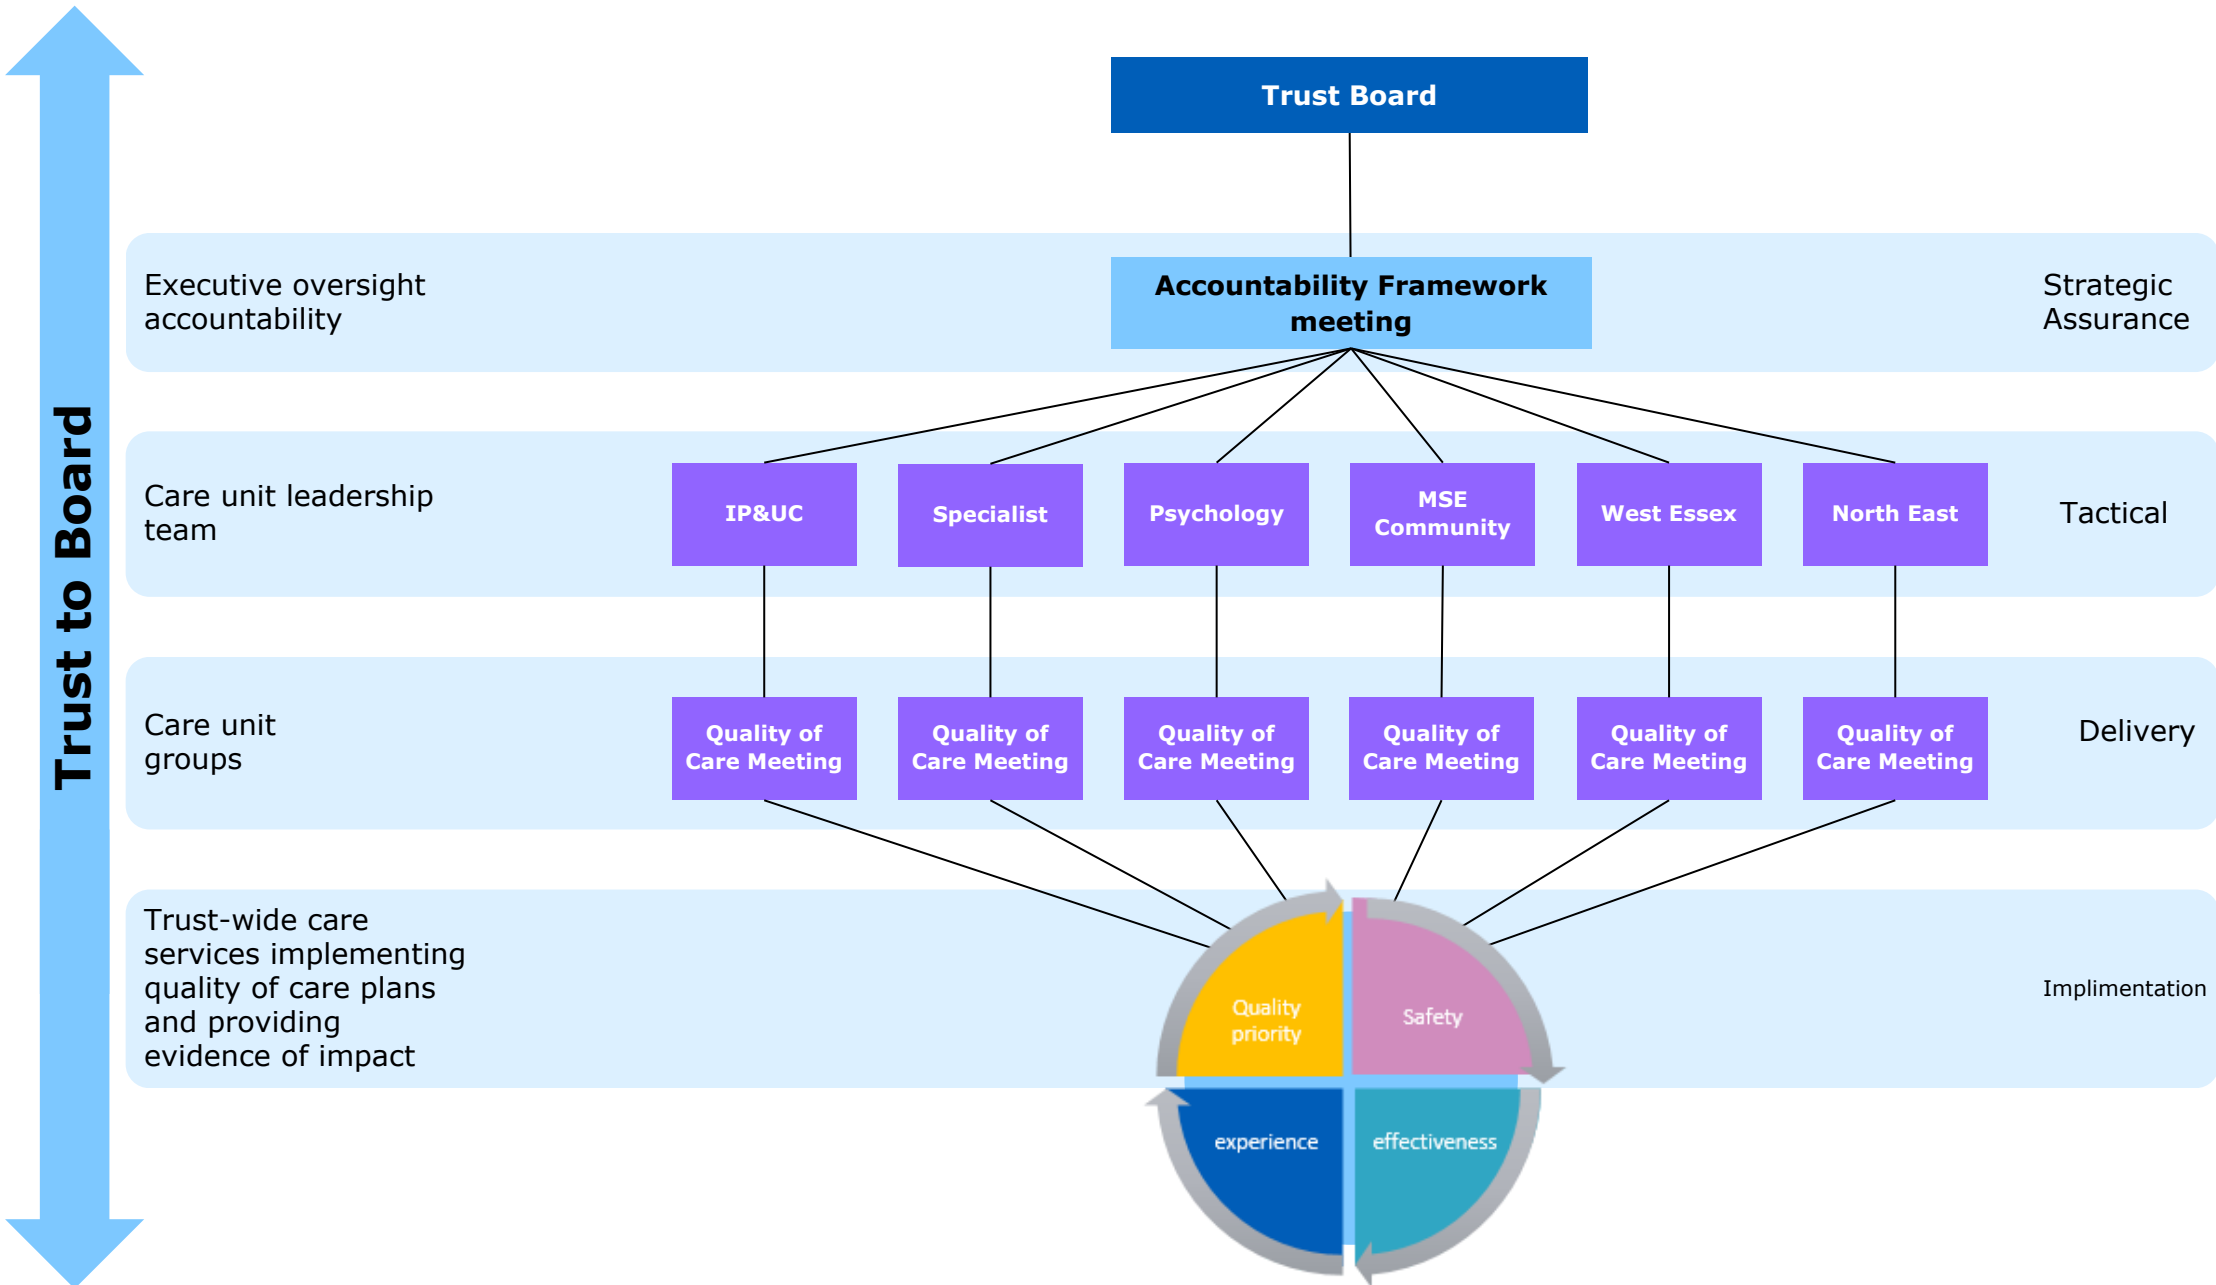 Trust to Board
Trust Board
Executive oversight
accountability
Accountability Framework
meeting
Strategic
Assurance
Care unit leadership
team
IP&UC
Specialist
Psychology
MSE
Community
West Essex
North East
Tactical
Care unit
groups
Quality of
Care Meeting
Quality of
Care Meeting
Quality of
Care Meeting
Quality of
Care Meeting
Quality of
Care Meeting
Quality of
Care Meeting
Delivery
Trust-wide care
services implementing
quality of care plans
and providing
evidence of impact
Quality
priority
Safety
experience
effectiveness
Implimentation